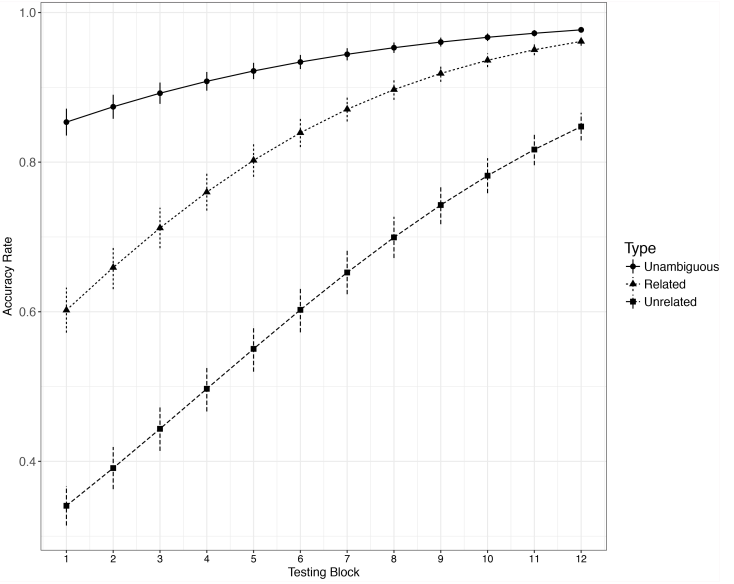 1.0
0.8
0.6
0.4
Accuracy Rate
1 2 3 4 5 6 7 8 9 10 11 12
Testing Block
Type
Unambiguous
Related
Unrelated